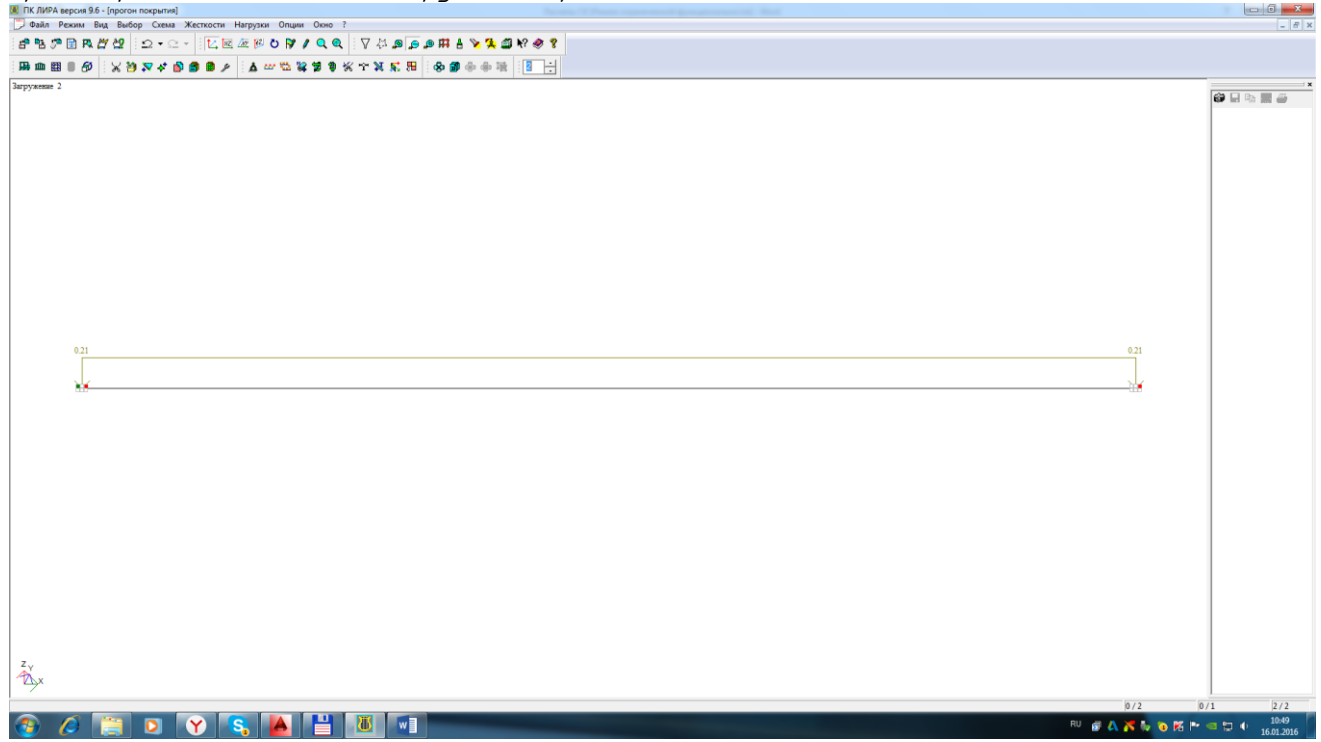 ПК ЛИРА версия 9.6 - [прогон покрытия]
Файл Режим Вид Выбор Схема Жесткости Нагрузки Опции Окно ?
2
Загружение 2
0.21 0.21
Z
Y
X
0 / 2 0 / 1 2 / 2
RU 10:49
16.01.2016